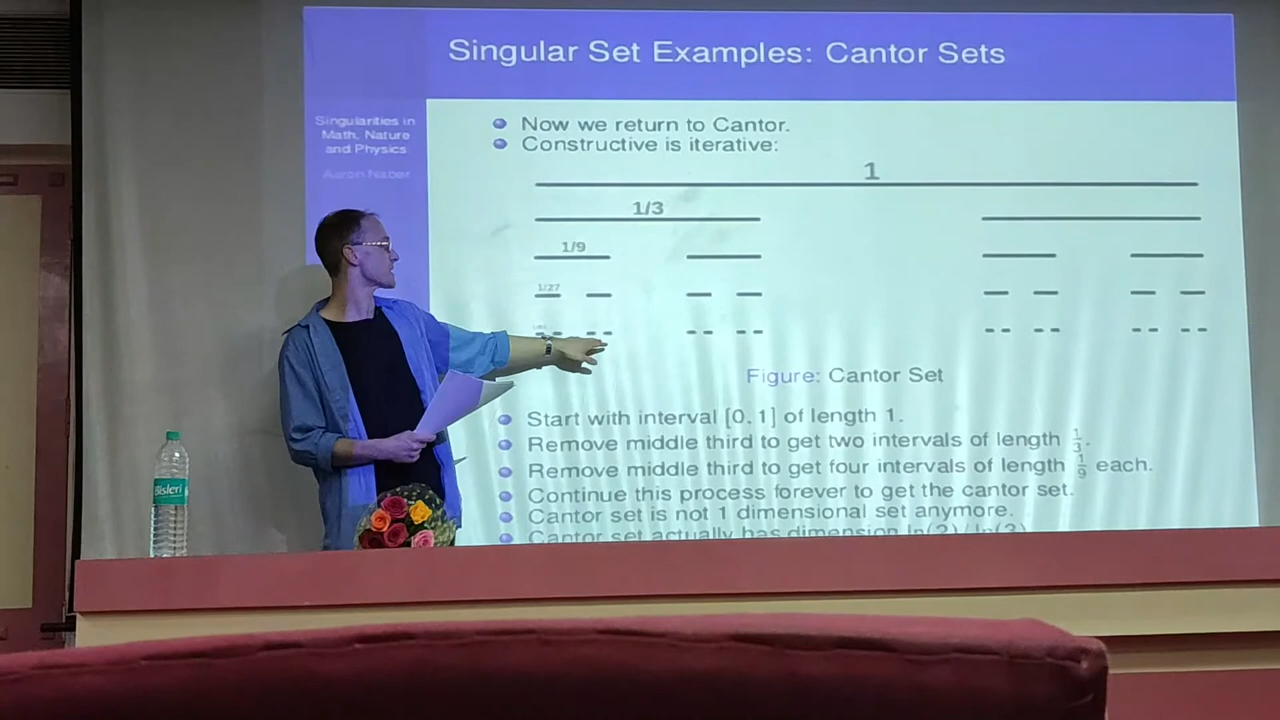 Singular Set Examples: Cantor Sets
Singularities in
Math, Nature
and Physics
Aaron Naber
Now we return to Cantor.
Constructive is iterative:
1
1/3
1/9
1/27
Figure: Cantor Set
Start with interval [0, 1] of length 1.
Remove middle third to get two intervals of length 1/3.
Remove middle third to get four intervals of length 1/9 each.
Continue this process forever to get the cantor set.
Cantor set is not 1 dimensional set anymore.
Cantor set actually has dimension ln(2)/ln(3)
Bisleri